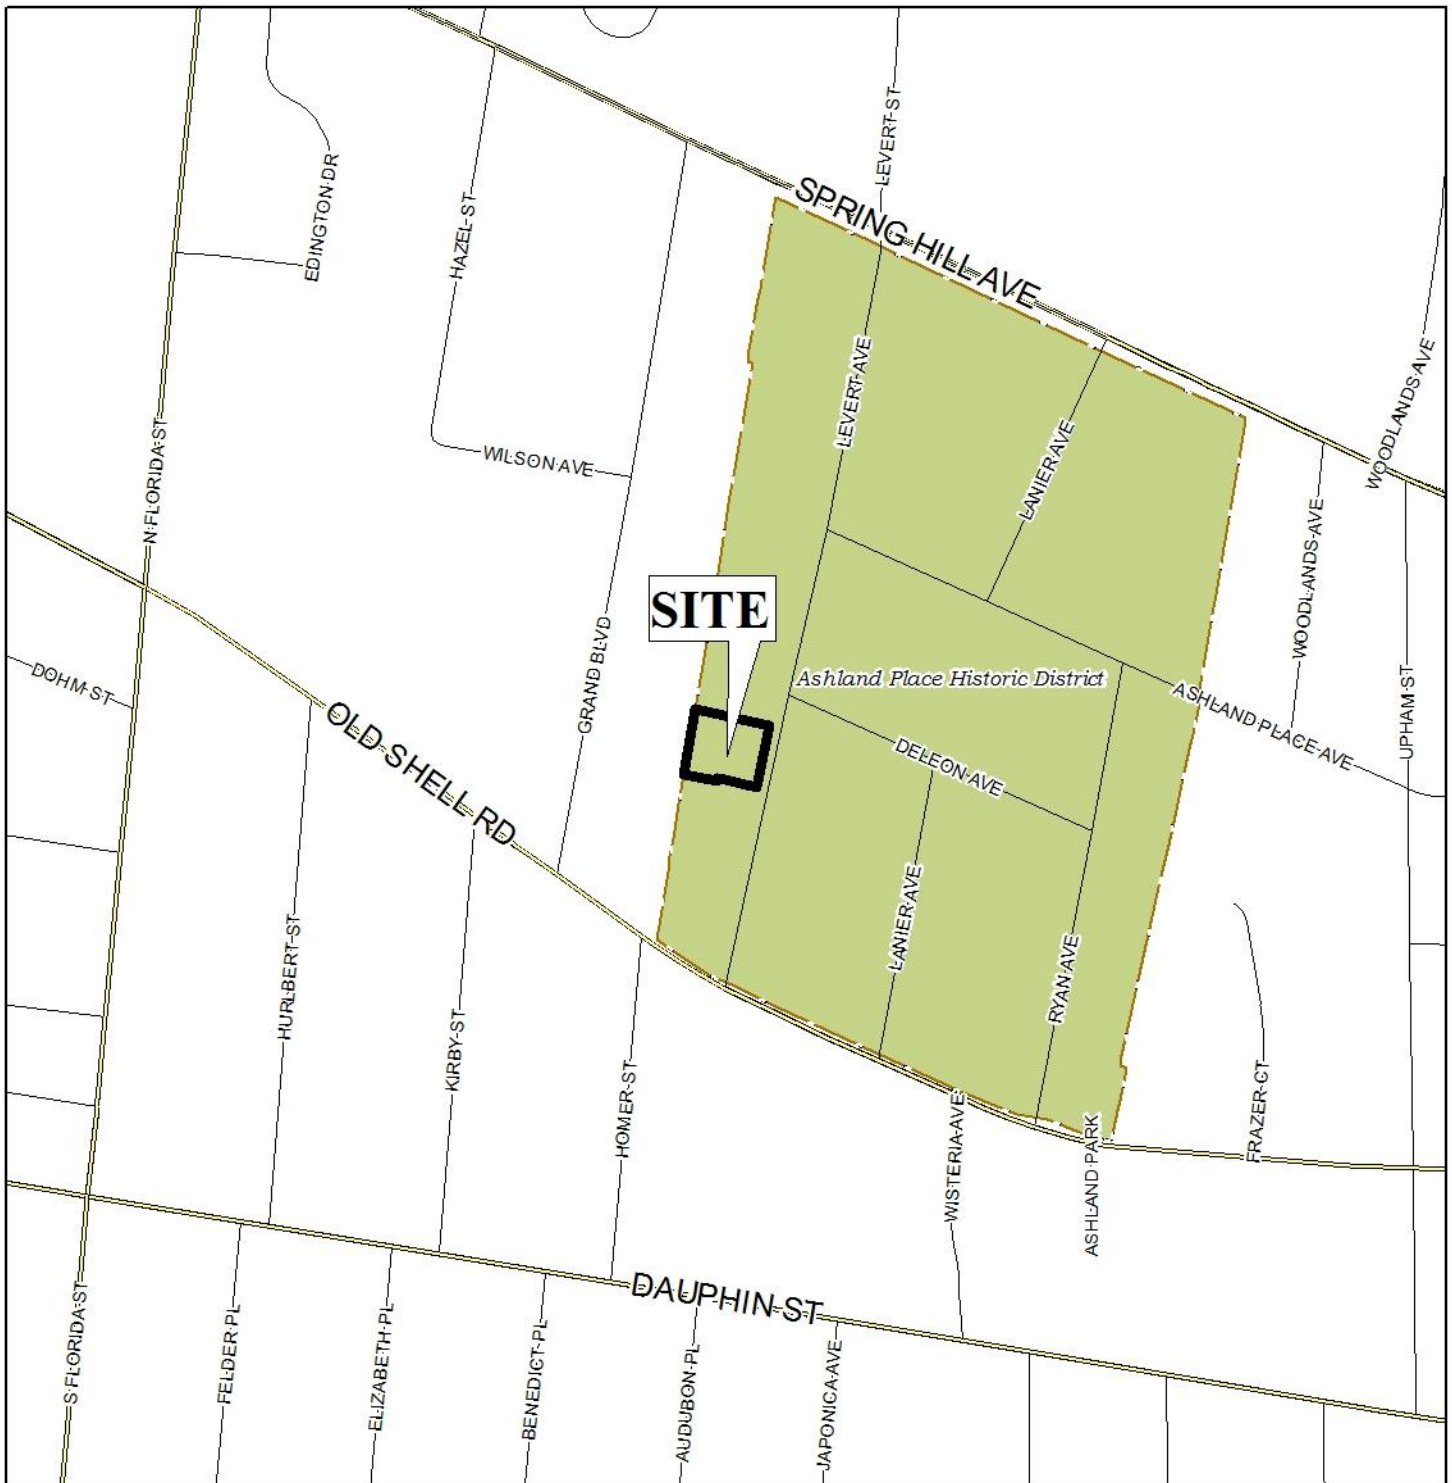 LEVERT ST
SPRING HILL AVE
EDINGTON DR
HAZEL ST
N FLORIDA ST
WILSON AVE
LEVERT AVE
LANIER AVE
WOODLANDS AVE
WOODLANDS AVE
SITE
GRAND BLVD
DOHM ST
OLD SHELL RD
Ashland Place Historic District
ASHLAND PLACE AVE
UPHAM ST
DELEON AVE
HURLBERT ST
KIRBY ST
HOMER ST
LANIER AVE
RYAN AVE
WISTERIA AVE
ASHLAND PARK
FRAZER CT
DAUPHIN ST
S FLORIDA ST
FELDER PL
ELIZABETH PL
BENEDICT PL
AUDUBON PL
JAPONICA AVE